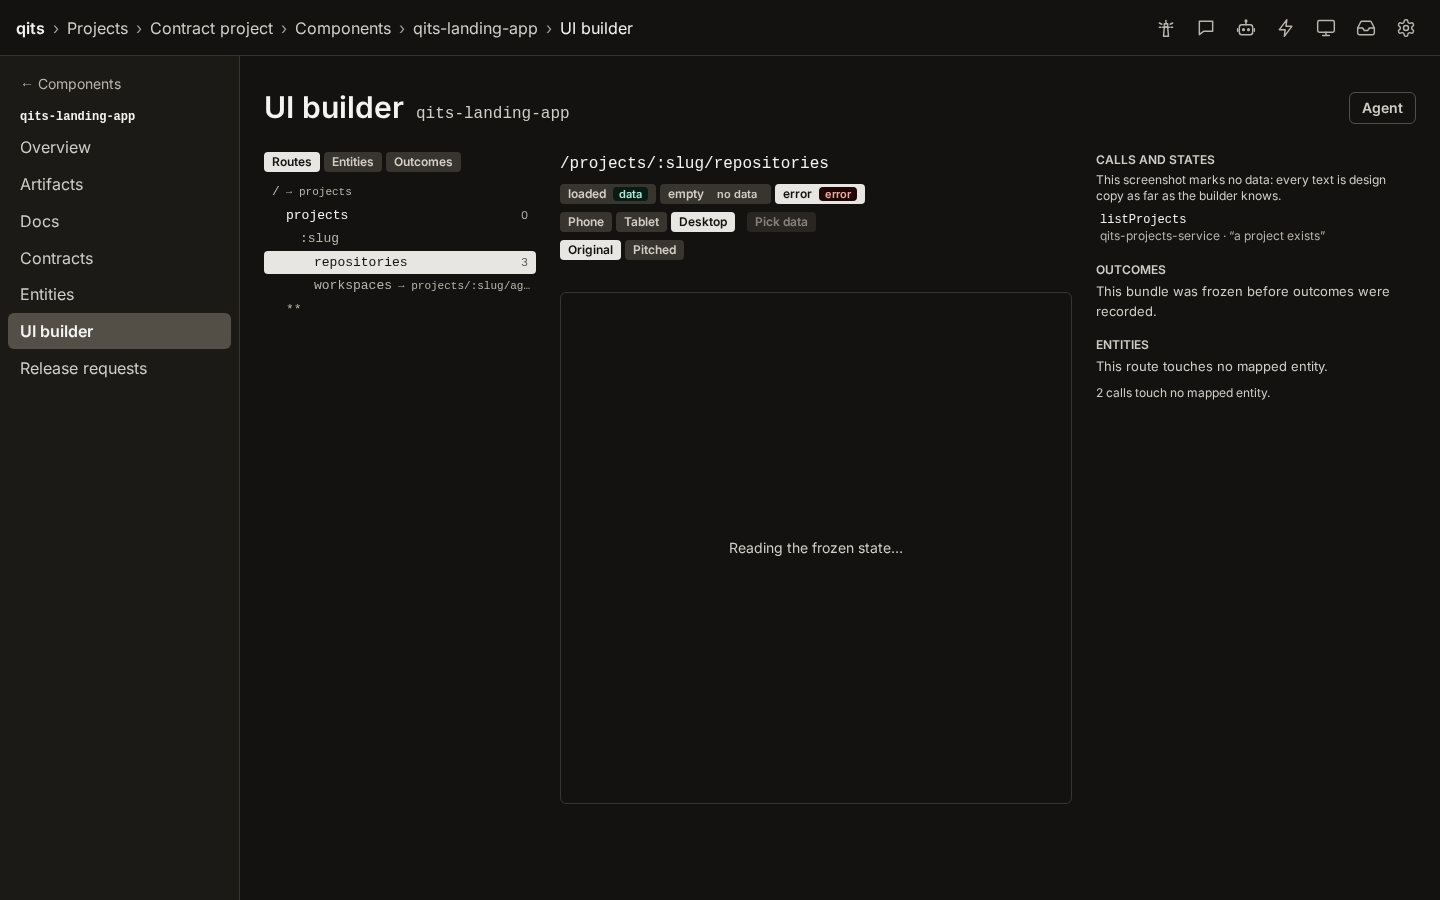 qits › Projects › Contract project › Components › qits-landing-app › UI builder
← Components
qits-landing-app
Overview
Artifacts
Docs
Contracts
Entities
UI builder
Release requests
UI builder qits-landing-app
Agent
Routes Entities Outcomes
/ → projects
projects 0
:slug
repositories 3
workspaces → projects/:slug/ag…
**
/projects/:slug/repositories
loaded data empty no data error error
Phone Tablet Desktop Pick data
Original Pitched
Reading the frozen state…
CALLS AND STATES
This screenshot marks no data: every text is design
copy as far as the builder knows.
listProjects
qits-projects-service · “a project exists”
OUTCOMES
This bundle was frozen before outcomes were
recorded.
ENTITIES
This route touches no mapped entity.
2 calls touch no mapped entity.